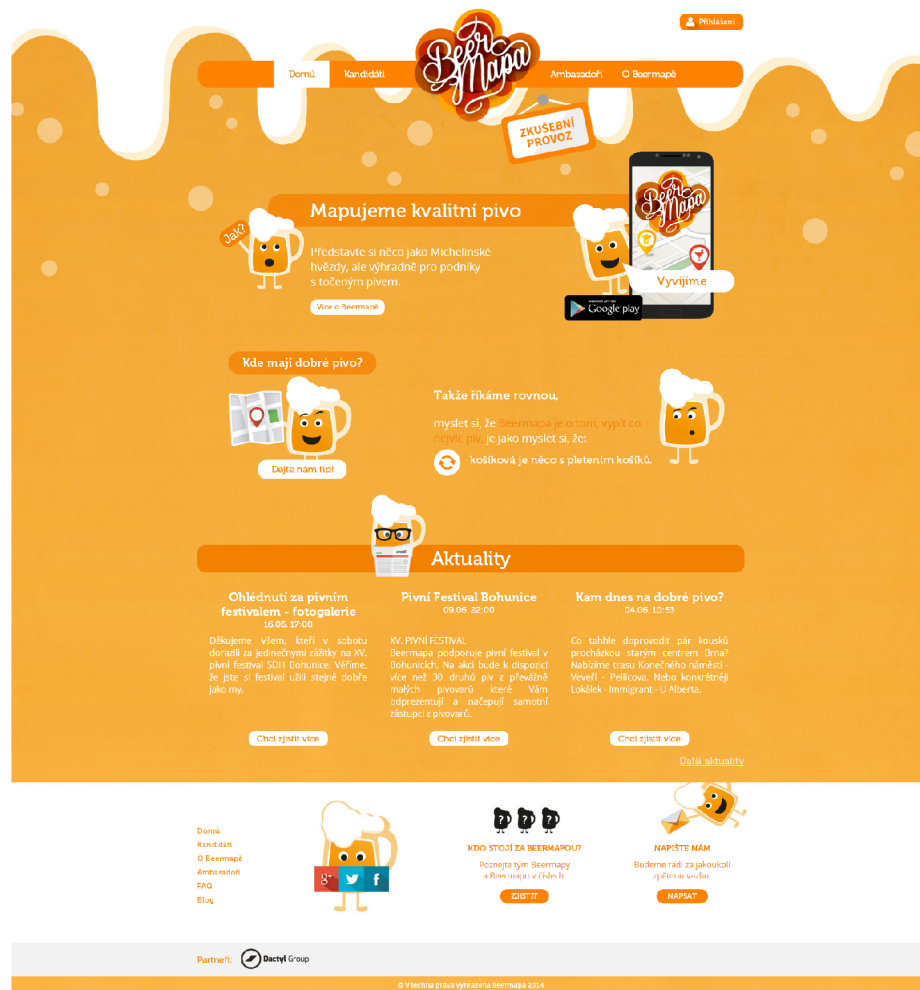 Přihlášení
Domů
Kandidáti
Beer
Mapa
Ambasadoři
O Beermapě
ZKUŠEBNÍ
PROVOZ
Mapujeme kvalitní pivo
Jak?
Představte si něco jako Michelinské
hvězdy, ale výhradně pro podniky
s točeným pivem.
Více o Beermapě
Beer
Mapa
Vyvíjíme
Google play
Kde mají dobré pivo?
Dejte nám tip!
Takže říkáme rovnou,
myslet si, že Beermapa je o tom, vypít co
nejvíc piv, je jako myslet si, že:
košíková je něco s pletením košíků.
Aktuality
Ohlédnutí za pivním
festivalem - fotogalerie
16.06. 17:00
Děkujeme všem, kteří v sobotu
dorazili za jedinečnými zážitky na XV.
pivní festival SDH Bohunice. Věříme,
že jste si festival užili stejně dobře
jako my.
Chci zjistit více
Pivní Festival Bohunice
09.06. 22:00
XV. PIVNÍ FESTIVAL
Beermapa podporuje pivní festival v
Bohunicích. Na akci bude k dispozici
více než 30 druhů piv z převážně
malých pivovarů které Vám
odprezentují a načepují samotní
zástupci z pivovarů.
Chci zjistit více
Kam dnes na dobré pivo?
04.06. 10:53
Co tahle doprovodit pár kousků
procházkou starým centrem Brna?
Nabízíme trasu Konečného náměstí -
Veveří - Pellicova. Nebo konkrétněji
Lokálek - Immigrant - U Alberta.
Chci zjistit více
Další aktuality
Domů
Kandidáti
O Beermapě
Ambasadoři
FAQ
Blog
g+
f
? ? ?
KDO STOJÍ ZA BEERMAPOU?
Poznejte tým Beermapy
a Beermapu v číslech.
ZJISTIT
NAPIŠTE NÁM
Budeme rádi za jakoukoli
zpětnou vazbu.
NAPSAT
Partneři:
Dactyl Group
© Všechna práva vyhrazena Beermapa 2014